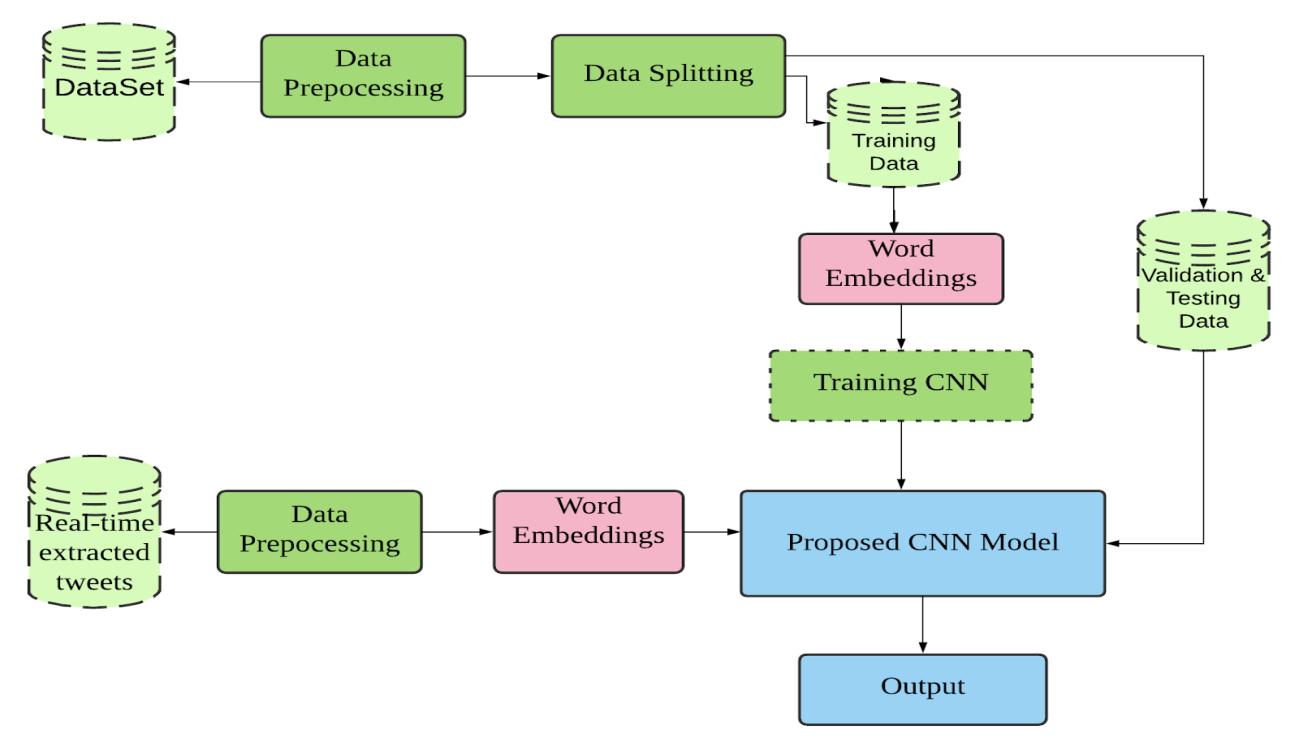 DataSet
Data
Prepocessing
Data Splitting
Training
Data
Word
Embeddings
Validation &
Testing
Data
Training CNN
Real-time
extracted
tweets
Data
Prepocessing
Word
Embeddings
Proposed CNN Model
Output